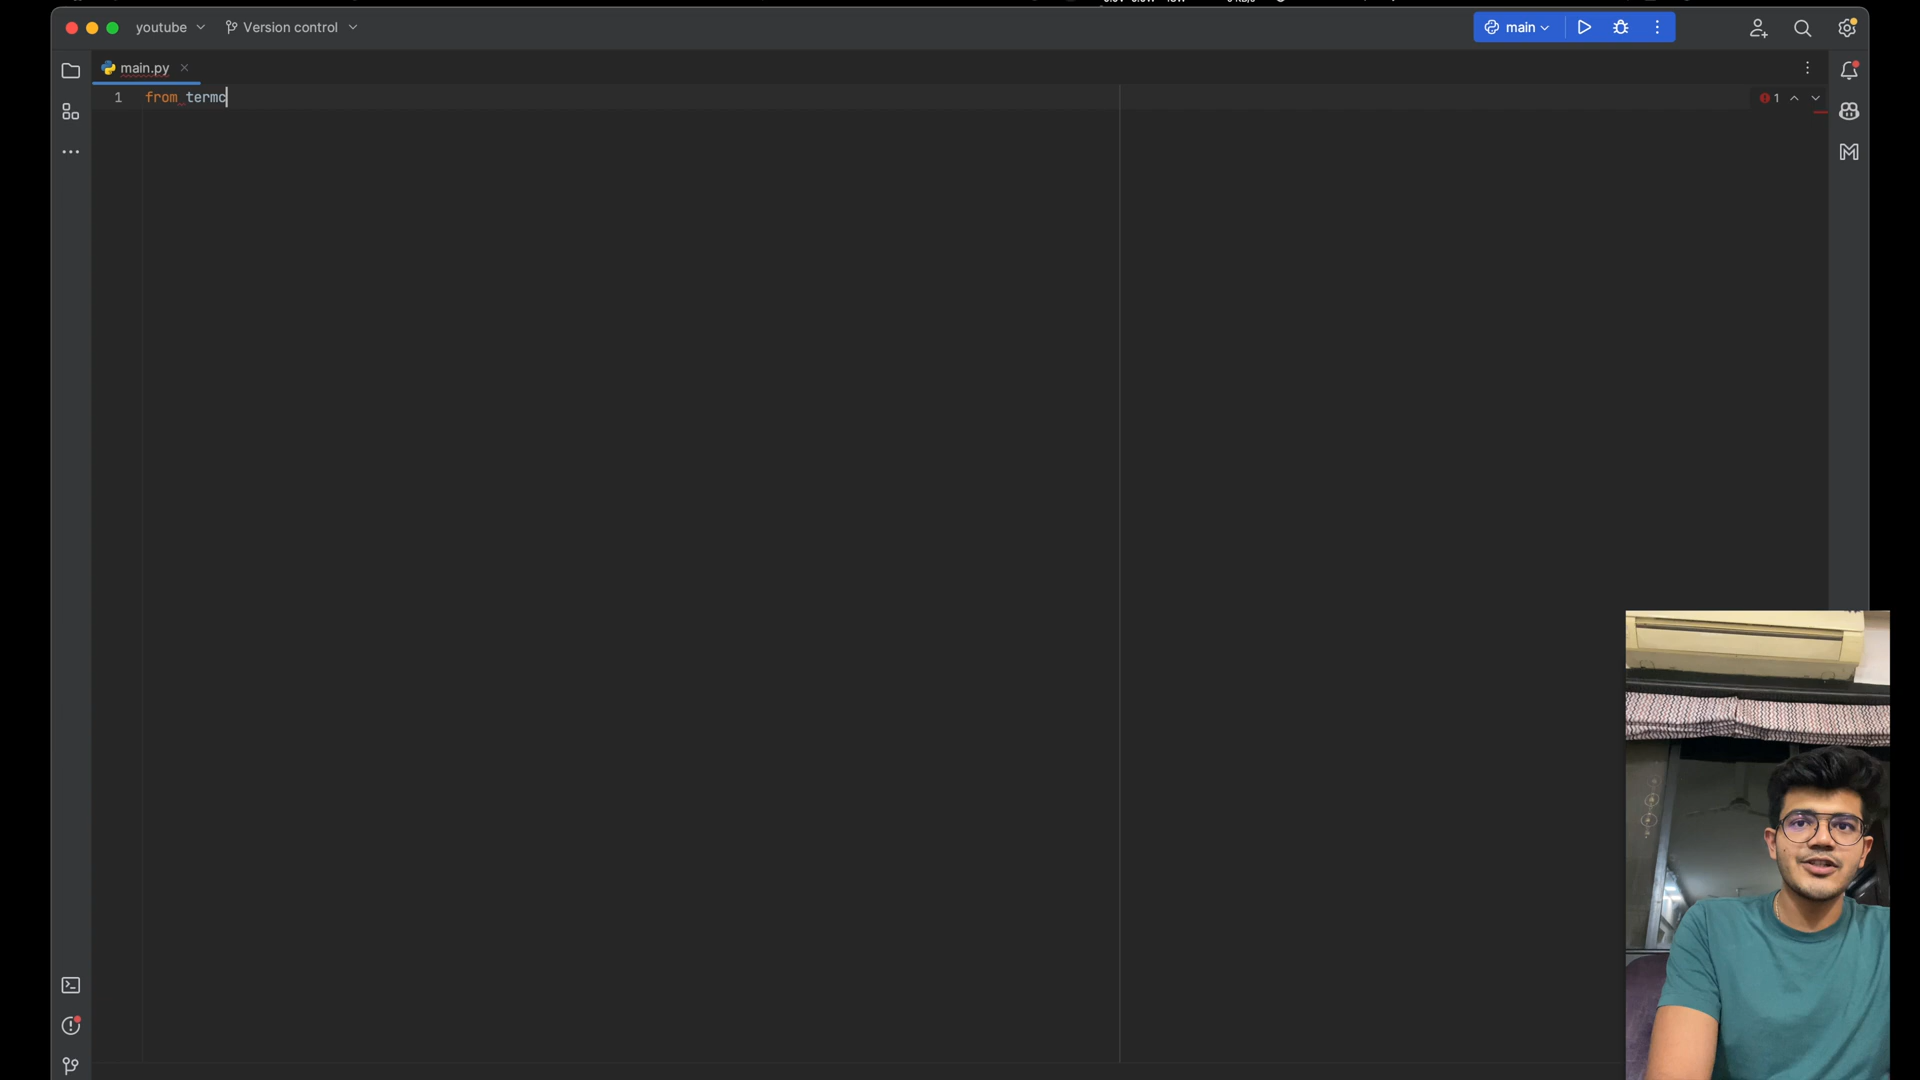 youtube
Version control
main
main.py
1
from termc
1